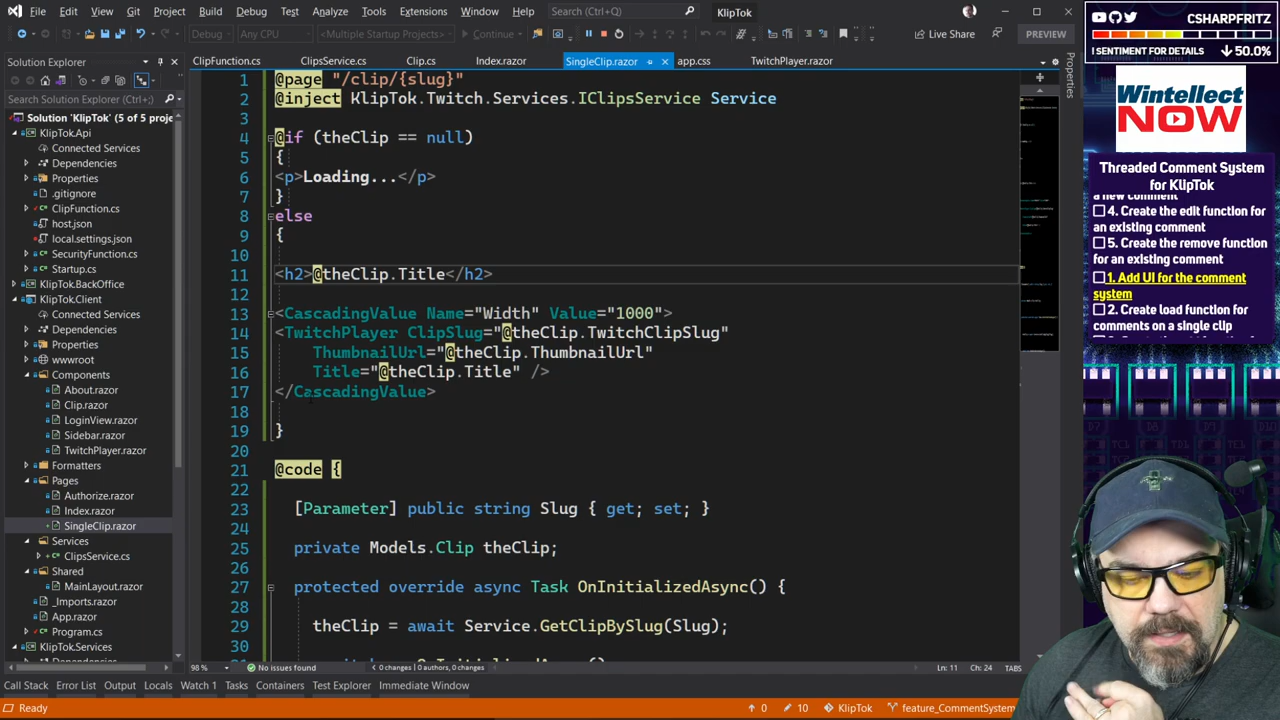 File Edit View Git Project Build Debug Test Analyze Tools
Extensions Window Help Search (Ctrl+Q) KlipTok
Debug Any CPU <Multiple Startup Projects> Continue Live Share PREVIEW
Solution Explorer
Search Solution Explorer (Ctrl+;)
Solution 'KlipTok' (5 of 5 proje
KlipTok.Api
Connected Services
Dependencies
Properties
.gitignore
ClipFunction.cs
host.json
local.settings.json
SecurityFunction.cs
Startup.cs
KlipTok.BackOffice
KlipTok.Client
Connected Services
Dependencies
Properties
wwwroot
Components
About.razor
Clip.razor
LoginView.razor
Sidebar.razor
TwitchPlayer.razor
Formatters
Pages
Authorize.razor
Index.razor
SingleClip.razor
Services
ClipsService.cs
Shared
MainLayout.razor
_Imports.razor
App.razor
Program.cs
KlipTok.Services
ClipFunction.cs ClipsService.cs Clip.cs Index.razor SingleClip.razor app.css TwitchPlayer.razor
1 @page "/clip/{slug}"
2 @inject KlipTok.Twitch.Services.IClipsService Service
3
4 @if (theClip == null)
5 {
6 <p>Loading...</p>
7 }
8 else
9 {
10
11 <h2>@theClip.Title</h2>
12
13 <CascadingValue Name="Width" Value="1000">
14 <TwitchPlayer ClipSlug="@theClip.TwitchClipSlug"
15 ThumbnailUrl="@theClip.ThumbnailUrl"
16 Title="@theClip.Title" />
17 </CascadingValue>
18
19 }
20
21 @code {
22
23 [Parameter] public string Slug { get; set; }
24
25 private Models.Clip theClip;
26
27 protected override async Task OnInitializedAsync() {
28
29 theClip = await Service.GetClipBySlug(Slug);
30
Properties
98 % No issues found 0 changes | 0 authors, 0 changes Ln: 11 Ch: 24 TABS
Call Stack Error List Output Locals Watch 1 Tasks Containers Test Explorer Immediate Window
Ready 0 10 KlipTok feature_CommentSystem
CSHARPFRITZ
! SENTIMENT FOR DETAILS 50.0%
Wintellect
NOW
Threaded Comment System
for KlipTok
a new comment
4. Create the edit function for
an existing comment
5. Create the remove function for
an existing comment
1. Add UI for the comment
system
2. Create load function for
comments on a single clip